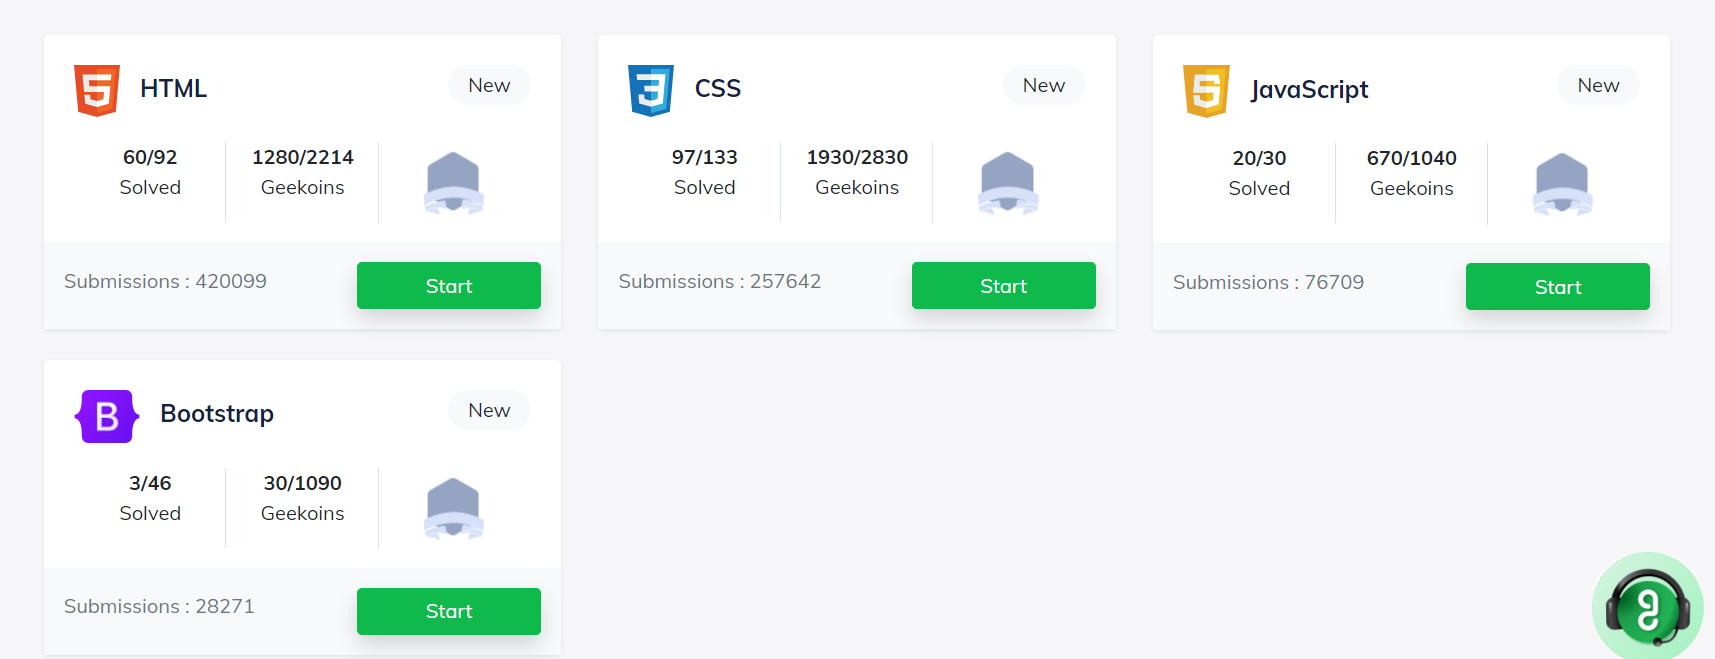 HTML
New
60/92
Solved
1280/2214
Geekoins
Submissions : 420099
Start
CSS
New
97/133
Solved
1930/2830
Geekoins
Submissions : 257642
Start
JavaScript
New
20/30
Solved
670/1040
Geekoins
Submissions : 76709
Start
B
Bootstrap
New
3/46
Solved
30/1090
Geekoins
Submissions : 28271
Start